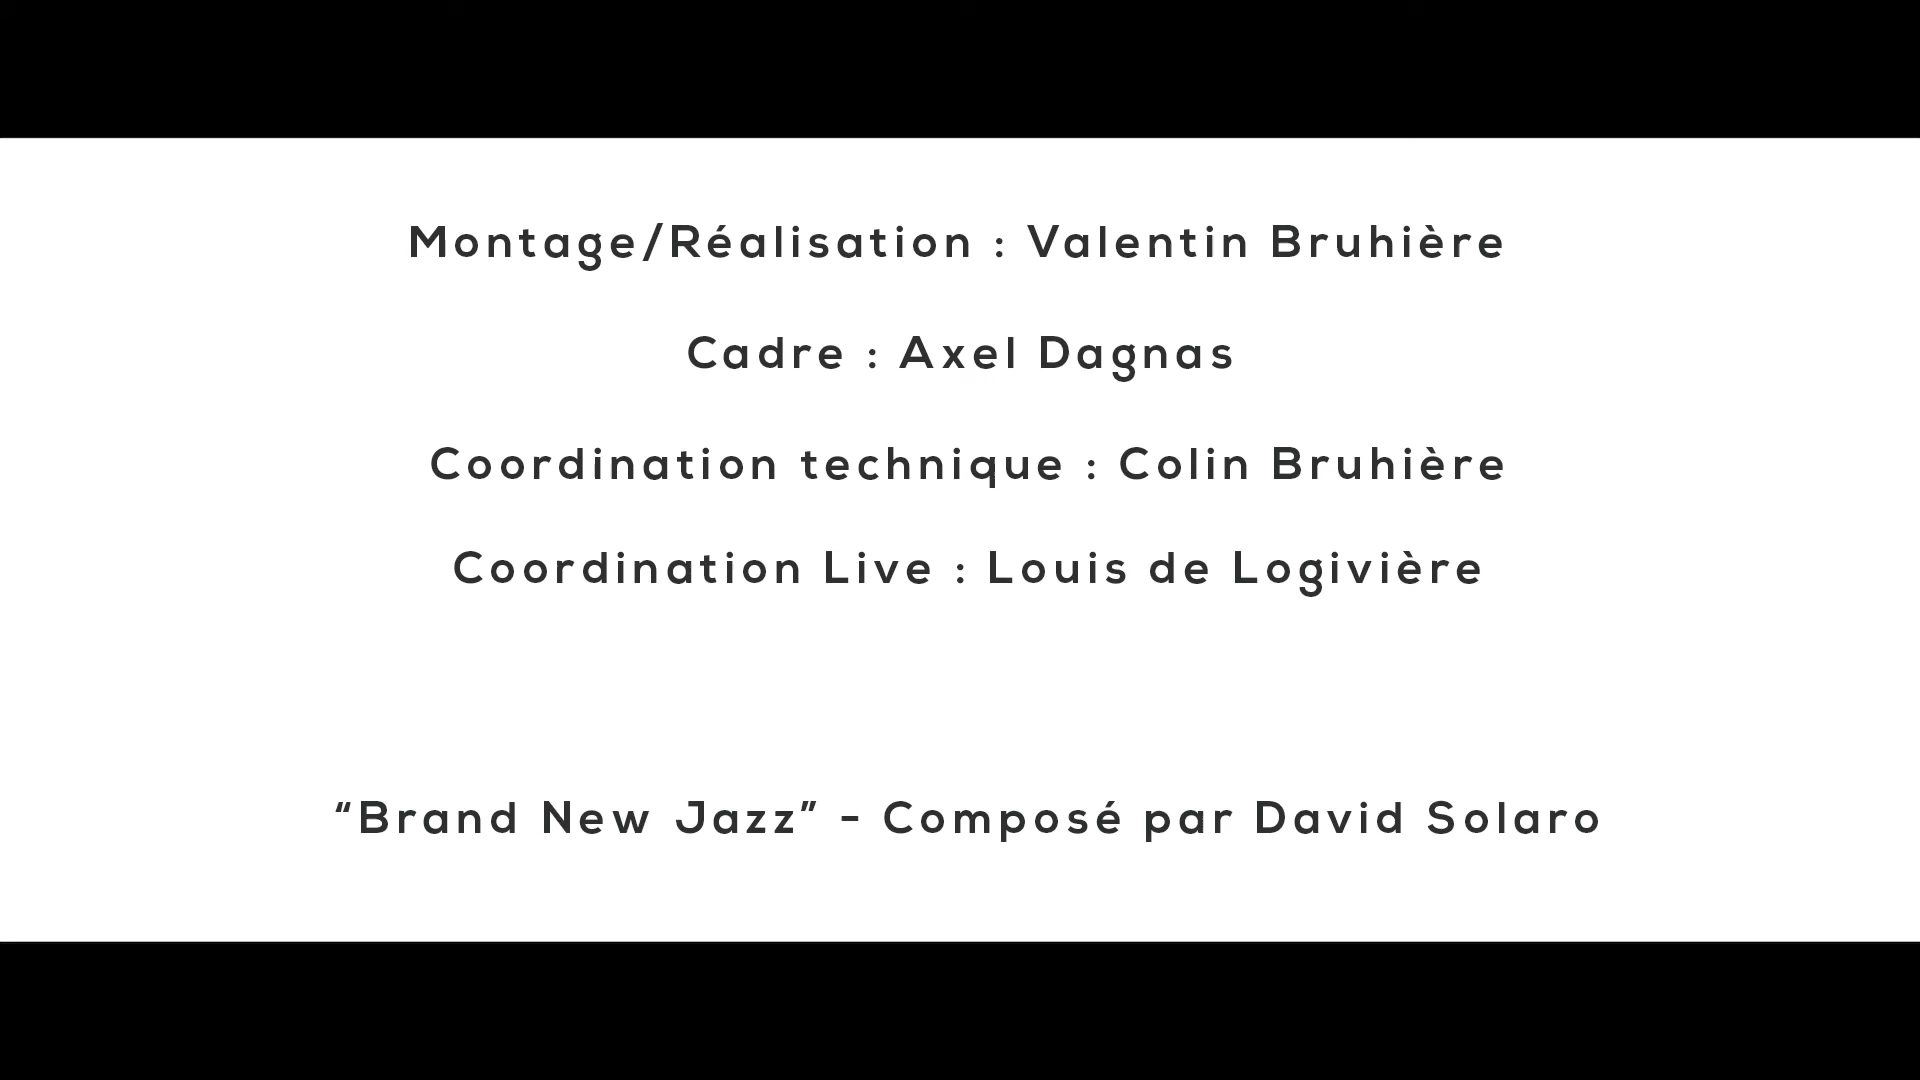 Montage/Réalisation : Valentin Bruhière
Cadre : Axel Dagnas
Coordination technique : Colin Bruhière
Coordination Live : Louis de Logivière
“Brand New Jazz” - Composé par David Solaro